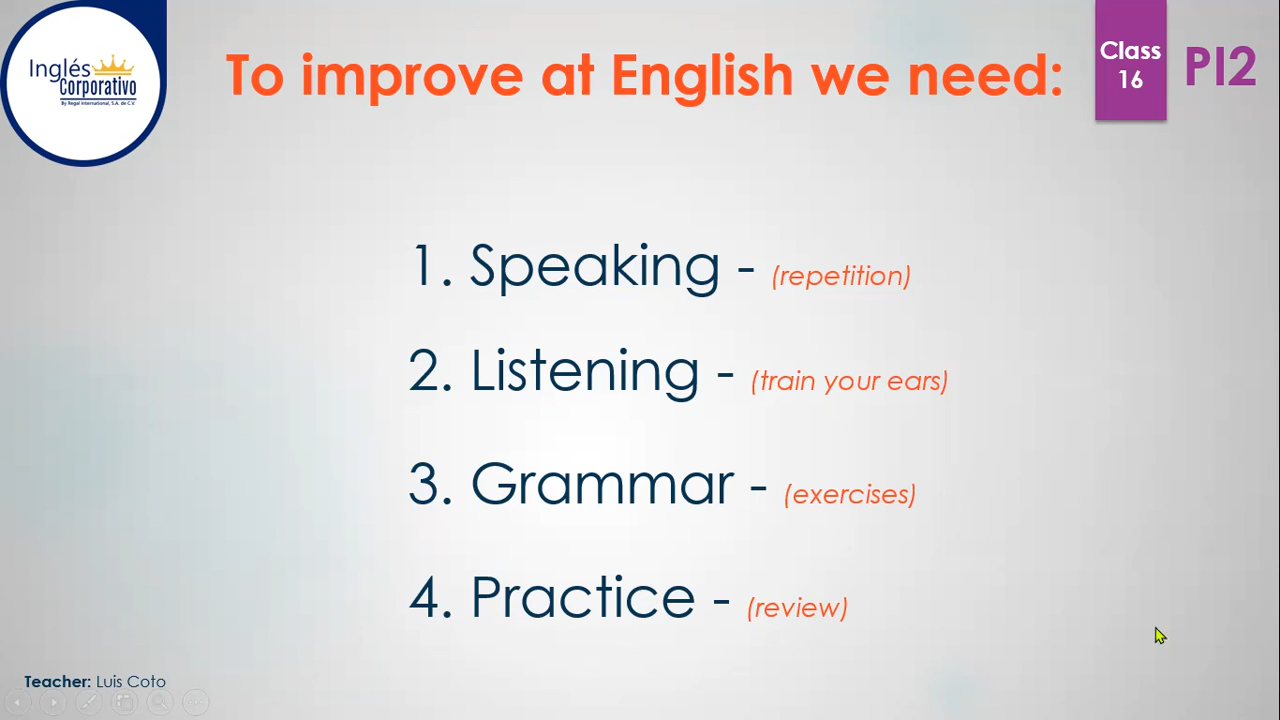 Inglés
Corporativo
By Regal International, S.A. de C.V.
To improve at English we need:
Class
16
PI2
1. Speaking - (repetition)
2. Listening - (train your ears)
3. Grammar - (exercises)
4. Practice - (review)
Teacher: Luis Coto